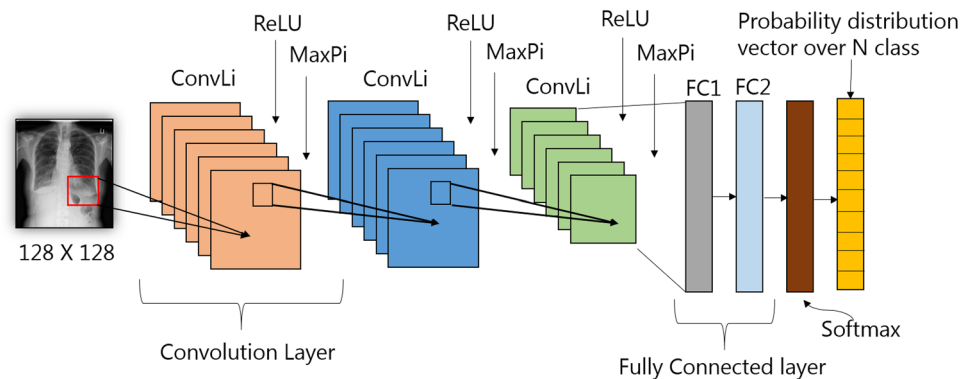 ReLU
MaxPi
ConvLi
ReLU
MaxPi
ConvLi
ReLU
MaxPi
ConvLi
Probability distribution
vector over N class
FC1
FC2
128 X 128
Convolution Layer
Fully Connected layer
Softmax